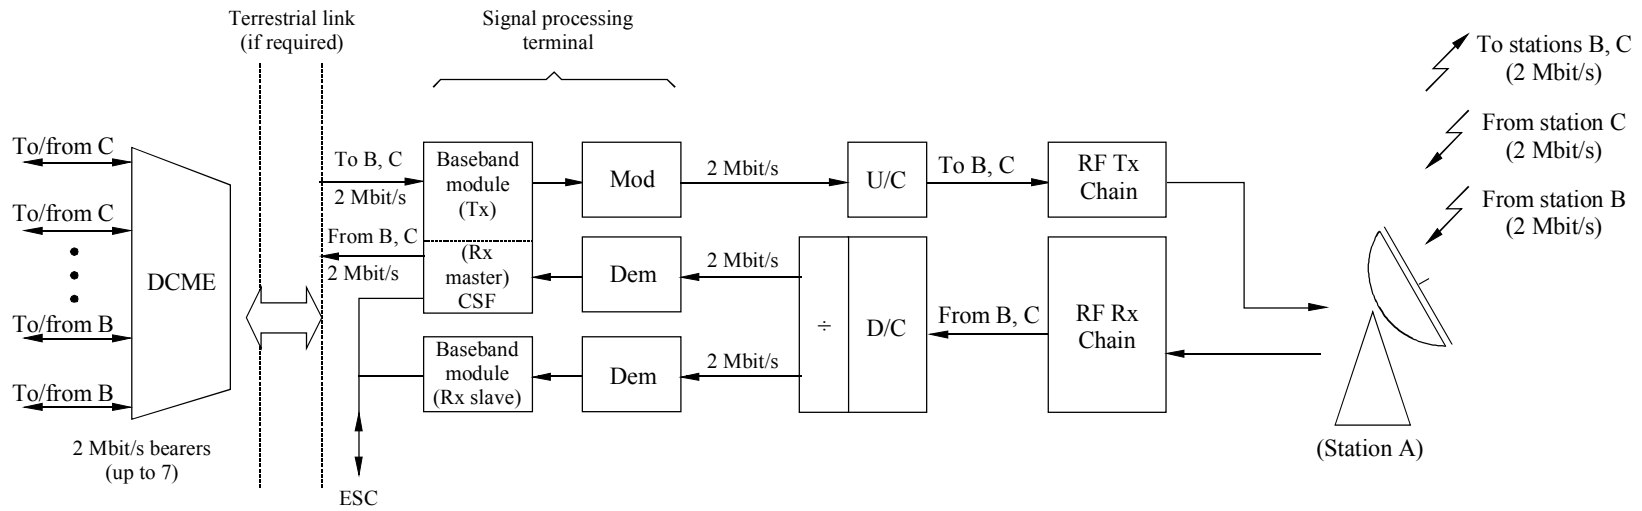 Terrestrial link
(if required)
Signal processing
terminal
To stations B, C
(2 Mbit/s)
From station C
(2 Mbit/s)
From station B
(2 Mbit/s)
To/from C
To/from C
To/from B
To/from B
DCME
2 Mbit/s bearers
(up to 7)
To B, C
2 Mbit/s
From B, C
2 Mbit/s
Baseband
module
(Tx)
(Rx
master)
CSF
Mod
2 Mbit/s
U/C
To B, C
RF Tx
Chain
Dem
2 Mbit/s
÷
D/C
From B, C
RF Rx
Chain
Baseband
module
(Rx slave)
Dem
2 Mbit/s
ESC
(Station A)